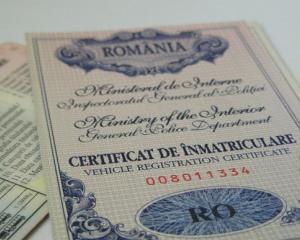 ROMÂNIA
Ministerul de Interne
Inspectoratul General al Poliției
Ministry of the Interior
General Police Department
CERTIFICAT DE ÎNMATRICULARE
VEHICLE REGISTRATION CERTIFICATE
008011334
RO